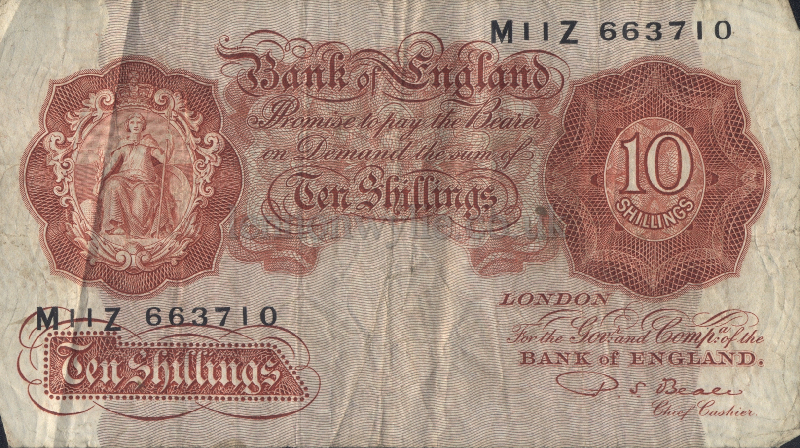 M11Z 663710
Bank of England
Promise to pay the Bearer
on Demand the sum of
Ten Shillings
10
SHILLINGS
LONDON
For the Gov.r and Comp.a of the
BANK of ENGLAND.
P. S. Beale
Chief Cashier.
M11Z 663710
Ten Shillings